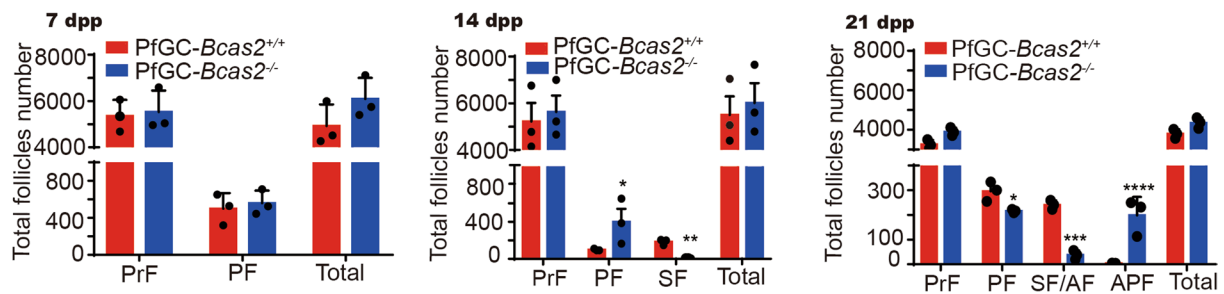 7 dpp
Total follicles number
8000
6000
4000
800
400
0
PfGC-Bcas2+/+
PfGC-Bcas2-/-
PrF PF Total
14 dpp
Total follicles number
8000
6000
4000
800
400
0
PfGC-Bcas2+/+
PfGC-Bcas2-/-
* **
PrF PF SF Total
21 dpp
Total follicles number
8000
4000
300
100
0
PfGC-Bcas2+/+
PfGC-Bcas2-/-
* *** ****
PrF PF SF/AF APF Total